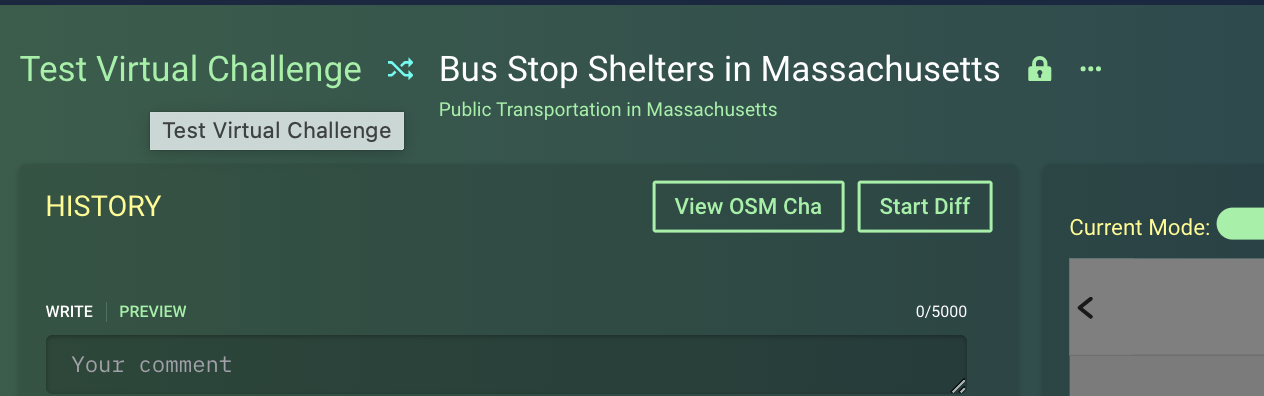 Test Virtual Challenge Bus Stop Shelters in Massachusetts
Public Transportation in Massachusetts
Test Virtual Challenge
HISTORY View OSM Cha Start Diff
Current Mode:
WRITE PREVIEW 0/5000
Your comment